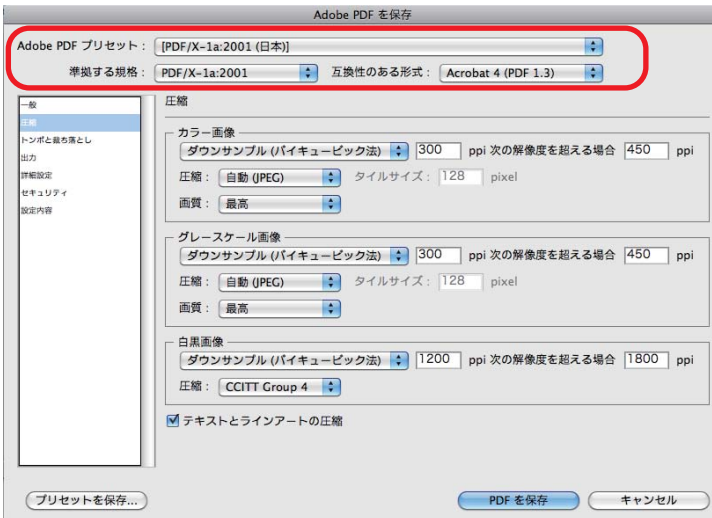 Adobe PDF を保存
Adobe PDF プリセット： [PDF/X-1a:2001 (日本)]
準拠する規格： PDF/X-1a:2001 互換性のある形式： Acrobat 4 (PDF 1.3)
一般
圧縮
トンボと裁ち落とし
出力
詳細設定
セキュリティ
設定内容
圧縮
カラー画像
ダウンサンプル (バイキュービック法) 300 ppi 次の解像度を超える場合 450 ppi
圧縮： 自動 (JPEG) タイルサイズ： 128 pixel
画質： 最高
グレースケール画像
ダウンサンプル (バイキュービック法) 300 ppi 次の解像度を超える場合 450 ppi
圧縮： 自動 (JPEG) タイルサイズ： 128 pixel
画質： 最高
白黒画像
ダウンサンプル (バイキュービック法) 1200 ppi 次の解像度を超える場合 1800 ppi
圧縮： CCITT Group 4
テキストとラインアートの圧縮
プリセットを保存... PDF を保存 キャンセル